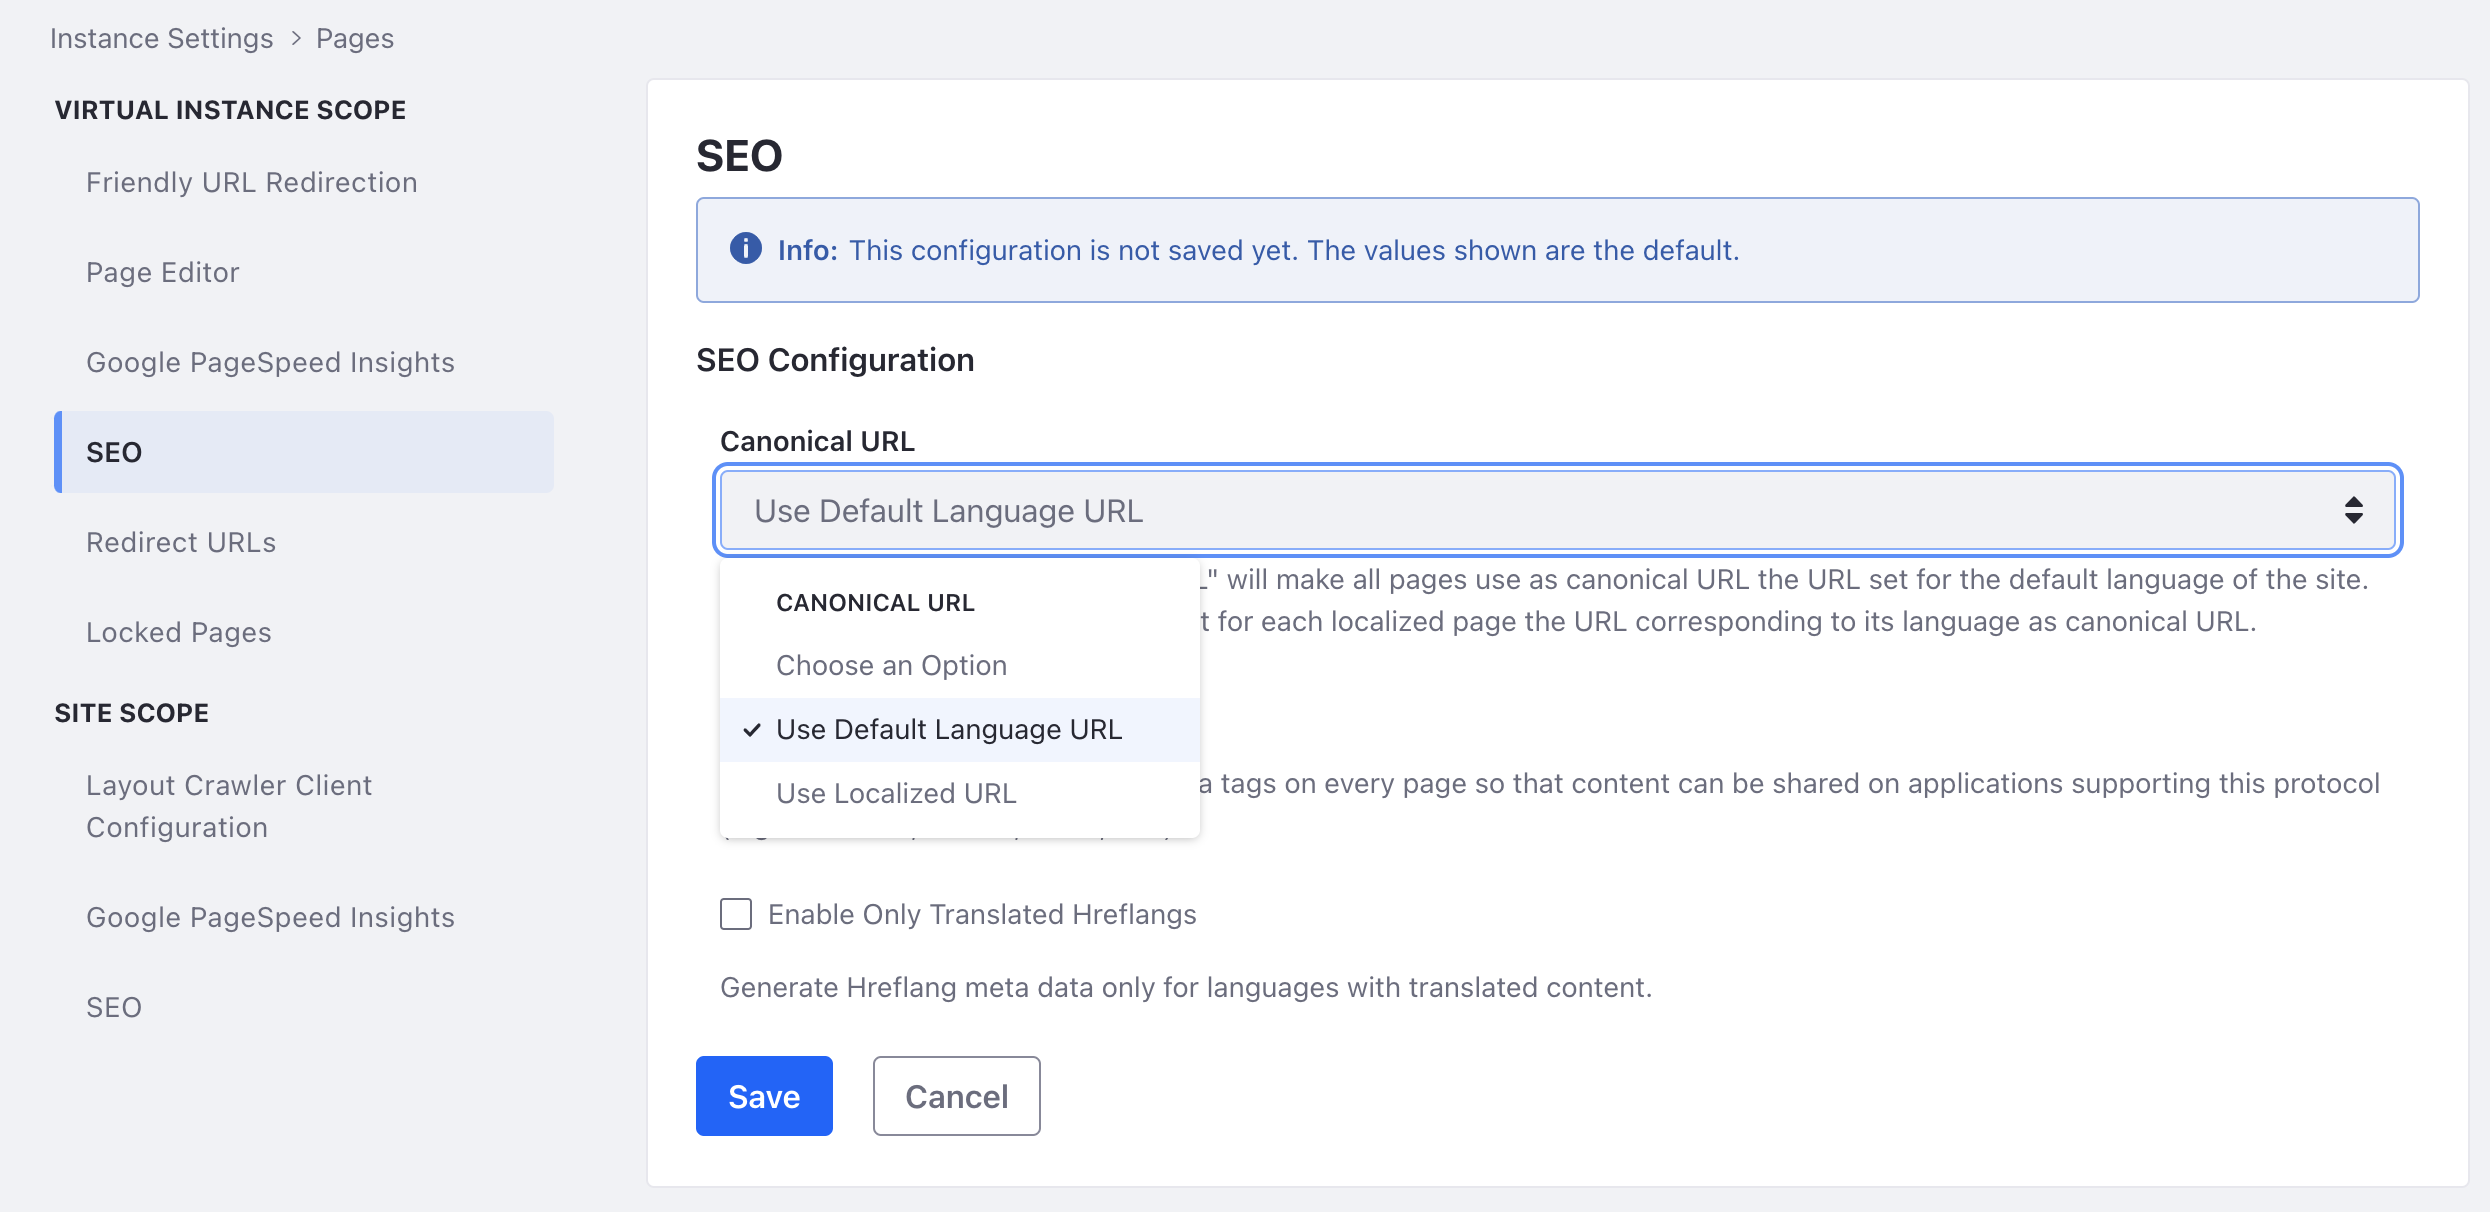 Instance Settings > Pages
VIRTUAL INSTANCE SCOPE
Friendly URL Redirection
Page Editor
Google PageSpeed Insights
SEO
Redirect URLs
Locked Pages
SITE SCOPE
Layout Crawler Client
Configuration
Google PageSpeed Insights
SEO
SEO
Info: This configuration is not saved yet. The values shown are the default.
SEO Configuration
Canonical URL
Use Default Language URL
" will make all pages use as canonical URL the URL set for the default language of the site.
for each localized page the URL corresponding to its language as canonical URL.
CANONICAL URL
Choose an Option
Use Default Language URL
Use Localized URL
tags on every page so that content can be shared on applications supporting this protocol
Enable Only Translated Hreflangs
Generate Hreflang meta data only for languages with translated content.
Save
Cancel